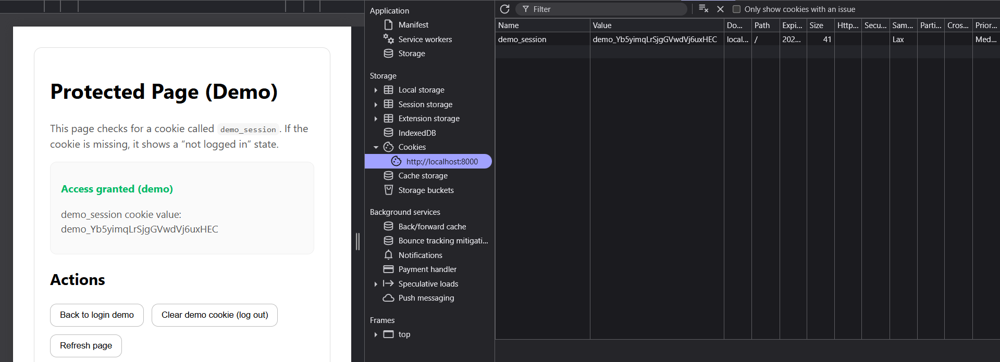 Protected Page (Demo)
This page checks for a cookie called demo_session. If the
cookie is missing, it shows a “not logged in” state.
Access granted (demo)
demo_session cookie value:
demo_Yb5yimqLrSjgGVwdVj6uxHEC
Actions
Back to login demo
Clear demo cookie (log out)
Refresh page
Application
Manifest
Service workers
Storage
Storage
Local storage
Session storage
Extension storage
IndexedDB
Cookies
http://localhost:8000
Cache storage
Storage buckets
Background services
Back/forward cache
Bounce tracking mitigati...
Notifications
Payment handler
Speculative loads
Push messaging
Frames
top
Filter
Only show cookies with an issue
Name Value Do... Path Expi... Size Http... Secu... Sam... Parti... Cros... Prior...
demo_session demo_Yb5yimqLrSjgGVwdVj6uxHEC local... / 202... 41 Lax Med...